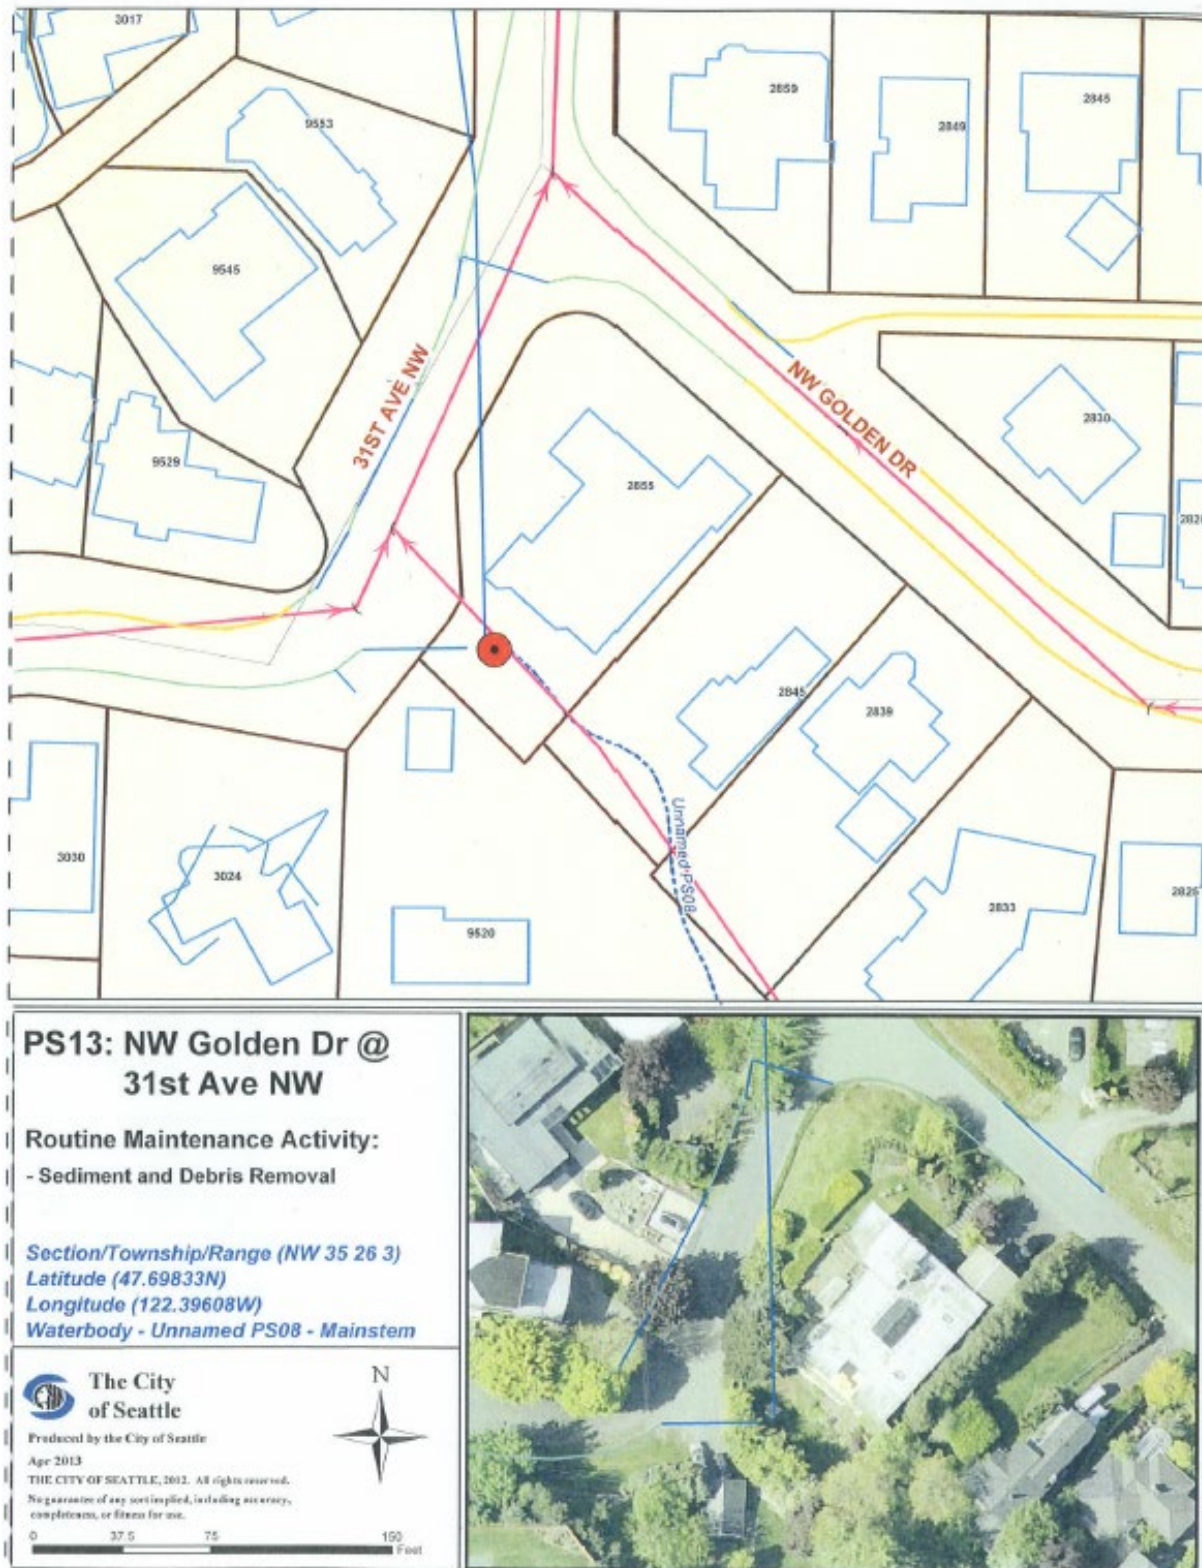 3017
2859
2849
2845
9553
9545
31ST AVE NW
NW GOLDEN DR
2830
9529
2855
2845
2839
Unnamed PS08
3030
3024
9520
2833
PS13: NW Golden Dr @
31st Ave NW
Routine Maintenance Activity:
- Sediment and Debris Removal
Section/Township/Range (NW 35 26 3)
Latitude (47.69833N)
Longitude (122.39608W)
Waterbody - Unnamed PS08 - Mainstem
The City
of Seattle
N
Produced by the City of Seattle
Apr 2013
THE CITY OF SEATTLE, 2012. All rights reserved.
No guarantee of any sort implied, including accuracy,
completeness, or fitness for use.
0 37.5 75 150
Feet